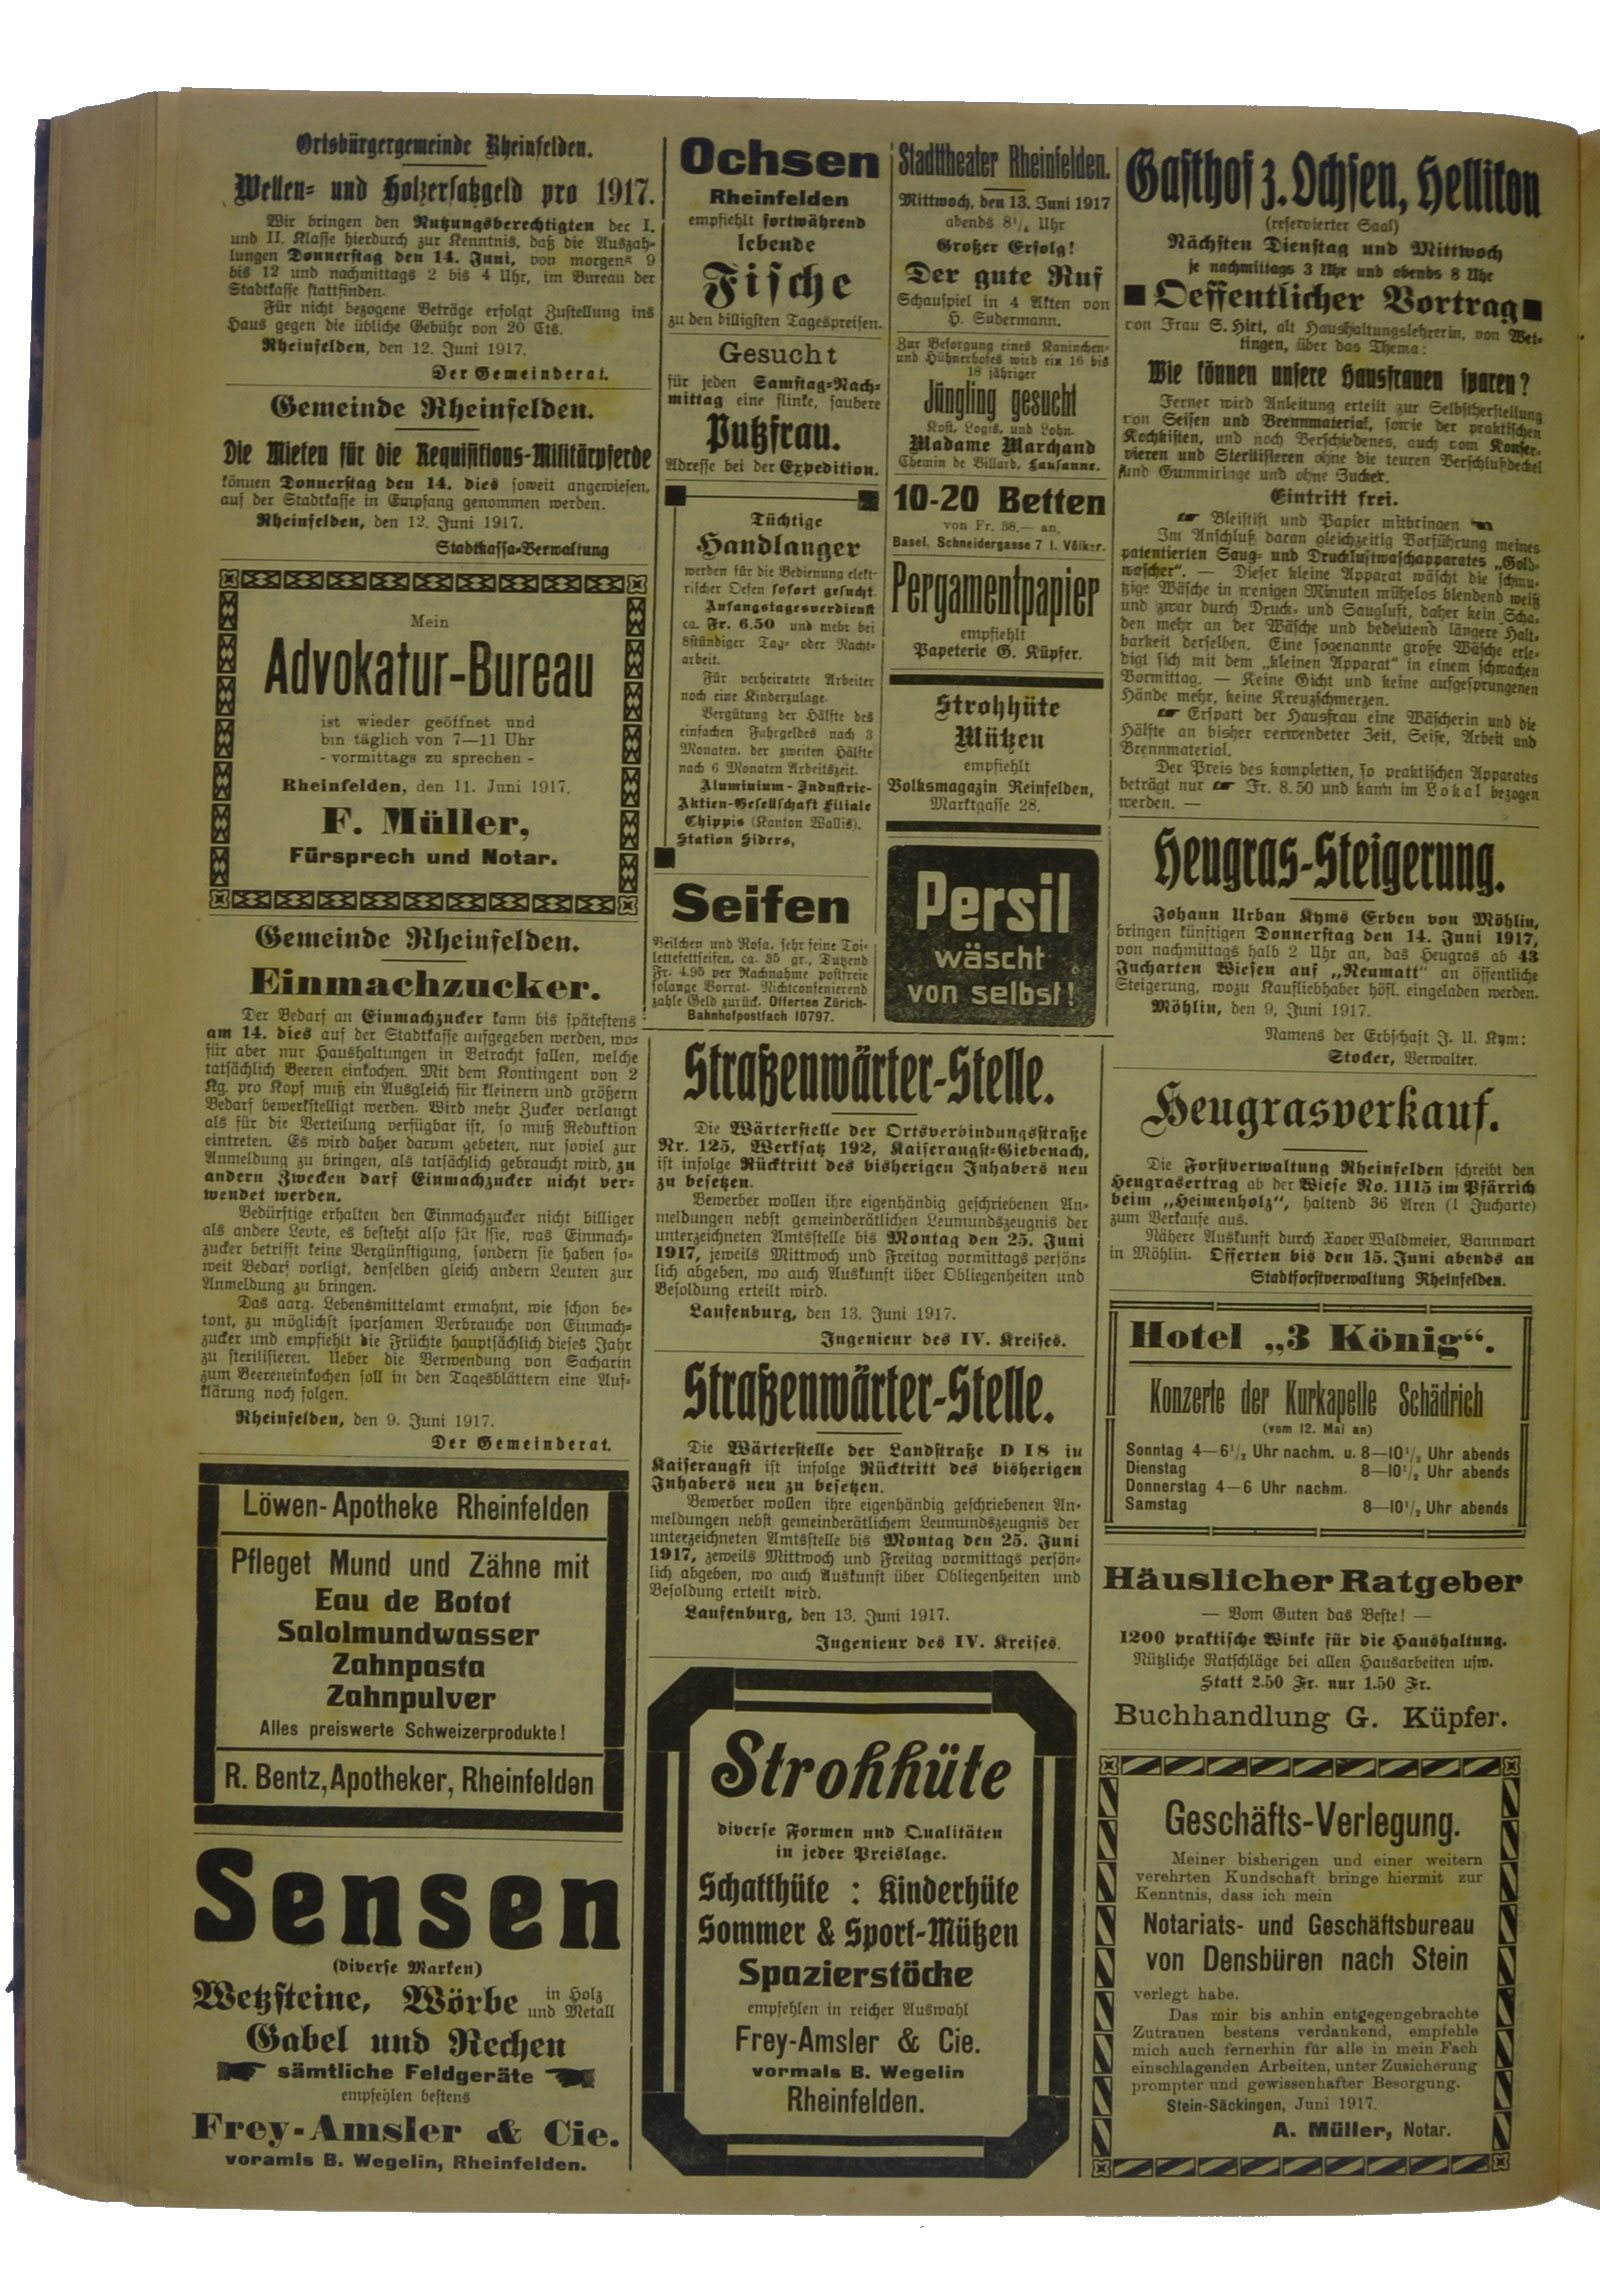 Ortsbürgergemeinde Rheinfelden.
Wellen- und Holzersatzgeld pro 1917.
Wir bringen den Nutzungsberechtigten der I.
und II. Klasse hierdurch zur Kenntnis, daß die Auszah-
lungen Donnerstag den 14. Juni, von morgens 9
bis 12 und nachmittags 2 bis 4 Uhr, im Bureau der
Stadtkasse stattfinden.
Für nicht bezogene Beträge erfolgt Zustellung ins
Haus gegen die übliche Gebühr von 20 Cts.
Rheinfelden, den 12. Juni 1917.
Der Gemeinderat.
Gemeinde Rheinfelden.
Die Mieten für die Requisitions-Militärpferde
können Donnerstag den 14. dies soweit angewiesen,
auf der Stadtkasse in Empfang genommen werden.
Rheinfelden, den 12. Juni 1917.
Stadtkassa-Verwaltung
Mein
Advokatur-Bureau
ist wieder geöffnet und
bin täglich von 7—11 Uhr
- vormittags zu sprechen -
Rheinfelden, den 11. Juni 1917.
F. Müller,
Fürsprech und Notar.
Gemeinde Rheinfelden.
Einmachzucker.
Der Bedarf an Einmachzucker kann bis spätestens
am 14. dies auf der Stadtkasse aufgegeben werden, wo-
für aber nur Haushaltungen in Betracht fallen, welche
tatsächlich Beeren einkochen. Mit dem Kontingent von 2
Kg. pro Kopf muß ein Ausgleich für kleinern und größern
Bedarf bewerkstelligt werden. Wird mehr Zucker verlangt
als für die Verteilung verfügbar ist, so muß Reduktion
eintreten. Es wird daher darum gebeten, nur soviel zur
Anmeldung zu bringen, als tatsächlich gebraucht wird, zu
andern Zwecken darf Einmachzucker nicht ver-
wendet werden.
Bedürftige erhalten den Einmachzucker nicht billiger
als andere Leute, es besteht also für sie, was Einmach-
zucker betrifft keine Vergünstigung, sondern sie haben so-
weit Bedarf vorligt, denselben gleich andern Leuten zur
Anmeldung zu bringen.
Das aarg. Lebensmittelamt ermahnt, wie schon be-
tont, zu möglichst sparsamen Verbrauche von Einmach-
zucker und empfiehlt die Früchte hauptsächlich dieses Jahr
zu sterilisieren. Ueber die Verwendung von Sacharin
zum Beereneinkochen soll in den Tagesblättern eine Auf-
klärung noch folgen.
Rheinfelden, den 9. Juni 1917.
Der Gemeinderat.
Löwen-Apotheke Rheinfelden
Pfleget Mund und Zähne mit
Eau de Botot
Salolmundwasser
Zahnpasta
Zahnpulver
Alles preiswerte Schweizerprodukte!
R. Bentz, Apotheker, Rheinfelden
Sensen
(diverse Marken)
Wetzsteine, Wörbe in Holz
und Metall
Gabel und Rechen
sämtliche Feldgeräte
empfehlen bestens
Frey-Amsler & Cie.
voramls B. Wegelin, Rheinfelden.
Ochsen
Rheinfelden
empfiehlt fortwährend
lebende
Fische
zu den billigsten Tagespreisen.
Gesucht
für jeden Samstag-Nach-
mittag eine flinke, saubere
Putzfrau.
Adresse bei der Expedition.
Tüchtige
Handlanger
werden für die Bedienung elekt-
rischer Oefen sofort gesucht.
Anfangstagesverdienst
ca. Fr. 6.50 und mehr bei
8stündiger Tag- oder Nacht-
arbeit.
Für verheiratete Arbeiter
noch eine Kinderzulage.
Vergütung der Hälfte des
einfachen Fahrgeldes nach 3
Monaten, der zweiten Hälfte
nach 6 Monaten Arbeitszeit.
Aluminium-Industrie-
Aktien-Gesellschaft Filiale
Chippis (Kanton Wallis).
Station Siders,
Seifen
Veilchen und Rosa, sehr feine Toi-
lettefettseifen, ca. 85 gr., Dutzend
Fr. 4.95 per Nachnahme postfreie
solange Vorrat. Nichtconfenierend
zahle Geld zurück. Offerten Zürich-
Bahnhofpostfach 10797.
Stadttheater Rheinfelden.
Mittwoch, den 13. Juni 1917
abends 8¼ Uhr
Großer Erfolg!
Der gute Ruf
Schauspiel in 4 Akten von
H. Sudermann.
Zur Besorgung eines Kaninchen-
und Hühnerhofes wird ein 16 bis
18 jähriger
Jüngling gesucht
Kost, Logis, und Lohn.
Madame Marchand
Chemin de Billard, Lausanne.
10-20 Betten
von Fr. 38.— an.
Basel, Schneidergasse 7 I. Völker.
Pergamentpapier
empfiehlt
Papeterie G. Küpfer.
Strohhüte
Mützen
empfiehlt
Volksmagazin Reinfelden,
Marktgasse 28.
Persil
wäscht
von selbst!
Straßenwärter-Stelle.
Die Wärterstelle der Ortsverbindungsstraße
Nr. 125, Werksatz 192, Kaiseraugst-Giebenach,
ist infolge Rücktritt des bisherigen Inhabers neu
zu besetzen.
Bewerber wollen ihre eigenhändig geschriebenen An-
meldungen nebst gemeinderätlichen Leumundszeugnis der
unterzeichneten Amtsstelle bis Montag den 25. Juni
1917, jeweils Mittwoch und Freitag vormittags persön-
lich abgeben, wo auch Auskunft über Obliegenheiten und
Besoldung erteilt wird.
Laufenburg, den 13. Juni 1917.
Ingenieur des IV. Kreises.
Straßenwärter-Stelle.
Die Wärterstelle der Landstraße D 18 in
Kaiseraugst ist infolge Rücktritt des bisherigen
Inhabers neu zu besetzen.
Bewerber wollen ihre eigenhändig geschriebenen An-
meldungen nebst gemeinderätlichem Leumundszeugnis der
unterzeichneten Amtsstelle bis Montag den 25. Juni
1917, zeweils Mittwoch und Freitag vormittags persön-
lich abgeben, wo auch Auskunft über Obliegenheiten und
Besoldung erteilt wird.
Laufenburg, den 13. Juni 1917.
Ingenieur des IV. Kreises.
Strohhüte
diverse Formen und Qualitäten
in jeder Preislage.
Schatthüte : Kinderhüte
Sommer & Sport-Mützen
Spazierstöcke
empfehlen in reicher Auswahl
Frey-Amsler & Cie.
vormals B. Wegelin
Rheinfelden.
Gasthof z. Ochsen, Hellikon
(reservierter Saal)
Nächsten Dienstag und Mittwoch
je nachmittags 3 Uhr und abends 8 Uhr
Oeffentlicher Vortrag
von Frau S. Hirt, alt Haushaltungslehrerin, von Wet-
tingen, über das Thema:
Wie können unsere Hausfrauen sparen?
Ferner wird Anleitung erteilt zur Selbstherstellung
von Seifen und Brennmaterial, sowie der praktischen
Kochkisten, und noch Verschiedenes, auch vom Konser-
vieren und Sterilisieren ohne die teuren Verschlußdeckel
und Gummiringe und ohne Zucker.
Eintritt frei.
Bleistift und Papier mitbringen
Im Anschluß daran gleichzeitig Vorführung meines
patentierten Saug- und Druckluftwaschapparates „Gold-
wascher“. — Dieser kleine Apparat wäscht die schmu-
tzige Wäsche in wenigen Minuten mühelos blendend weiß
und zwar durch Druck- und Saugluft, daher kein Scha-
den mehr an der Wäsche und bedeutend längere Halt-
barkeit derselben. Eine sogenannte große Wäsche erle-
digt sich mit dem „kleinen Apparat“ in einem schwachen
Vormittag. — Keine Gicht und keine aufgesprungenen
Hände mehr, keine Kreuzschmerzen.
Erspart der Hausfrau eine Wäscherin und die
Hälfte an bisher verwendeter Zeit, Seife, Arbeit und
Brennmaterial.
Der Preis des kompletten, so praktischen Apparates
beträgt nur Fr. 8.50 und kann im Lokal bezogen
werden. —
Heugras-Steigerung.
Johann Urban Kyms Erben von Möhlin,
bringen künftigen Donnerstag den 14. Juni 1917,
von nachmittags halb 2 Uhr an, das Heugras ab 43
Jucharten Wiesen auf „Neumatt“ an öffentliche
Steigerung, wozu Kaufliebhaber höfl. eingeladen werden.
Möhlin, den 9. Juni 1917.
Namens der Erbschaft J. U. Kym:
Stocker, Verwalter.
Heugrasverkauf.
Die Forstverwaltung Rheinfelden schreibt den
Heugrasertrag ab der Wiese No. 1115 im Pfärrich
beim „Heimenholz“, haltend 36 Aren (1 Jucharte)
zum Verkaufe aus.
Nähere Auskunft durch Xaver Waldmeier, Bannwart
in Möhlin. Offerten bis den 15. Juni abends an
Stadtforstverwaltung Rheinfelden.
Hotel „3 König“.
Konzerte der Kurkapelle Schädrich
(vom 12. Mai an)
Sonntag 4—6½ Uhr nachm. u. 8—10½ Uhr abends
Dienstag 8—10½ Uhr abends
Donnerstag 4—6 Uhr nachm.
Samstag 8—10½ Uhr abends
Häuslicher Ratgeber
— Vom Guten das Beste! —
1200 praktische Winke für die Haushaltung.
Nützliche Ratschläge bei allen Hausarbeiten usw.
Statt 2.50 Fr. nur 1.50 Fr.
Buchhandlung G. Küpfer.
Geschäfts-Verlegung.
Meiner bisherigen und einer weitern
verehrten Kundschaft bringe hiermit zur
Kenntnis, dass ich mein
Notariats- und Geschäftsbureau
von Densbüren nach Stein
verlegt habe.
Das mir bis anhin entgegengebrachte
Zutrauen bestens verdankend, empfehle
mich auch fernerhin für alle in mein Fach
einschlagenden Arbeiten, unter Zusicherung
prompter und gewissenhafter Besorgung.
Stein-Säckingen, Juni 1917.
A. Müller, Notar.